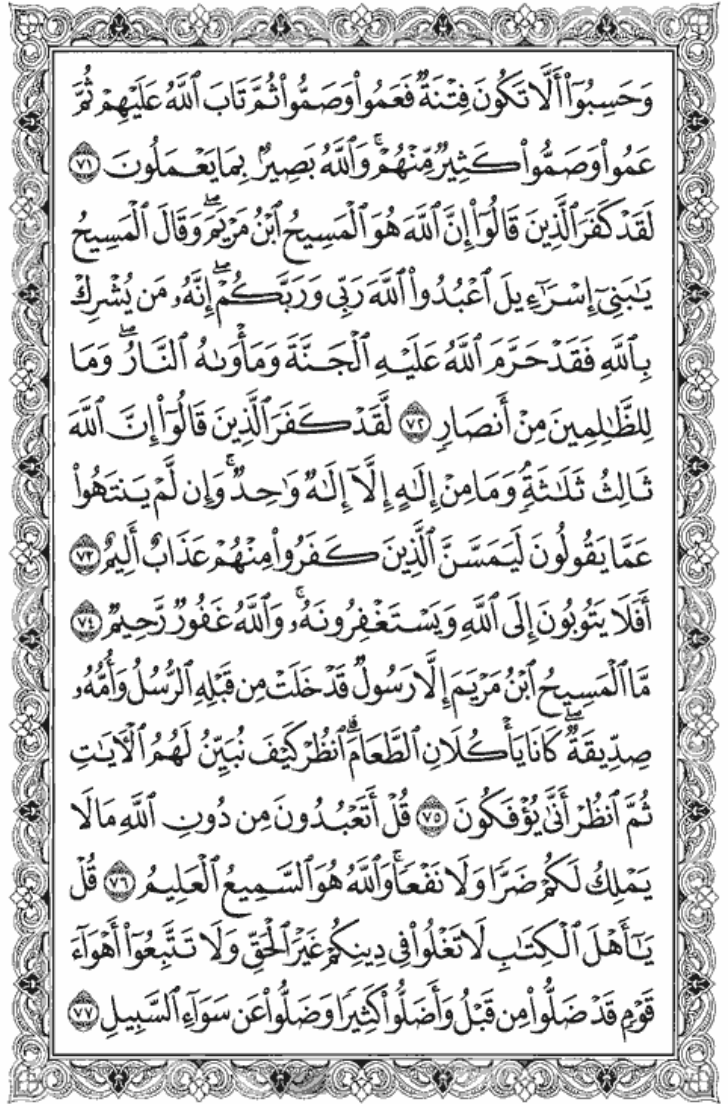 وَحَسِبُوٓا۟ أَلَّا تَكُونَ فِتْنَةٌ فَعَمُوا۟ وَصَمُّوا۟ ثُمَّ تَابَ ٱللَّهُ عَلَيْهِمْ ثُمَّ
عَمُوا۟ وَصَمُّوا۟ كَثِيرٌ مِّنْهُمْ ۚ وَٱللَّهُ بَصِيرٌۢ بِمَا يَعْمَلُونَ ٧١
لَقَدْ كَفَرَ ٱلَّذِينَ قَالُوٓا۟ إِنَّ ٱللَّهَ هُوَ ٱلْمَسِيحُ ٱبْنُ مَرْيَمَ ۖ وَقَالَ ٱلْمَسِيحُ
يَٰبَنِىٓ إِسْرَٰٓءِيلَ ٱعْبُدُوا۟ ٱللَّهَ رَبِّى وَرَبَّكُمْ ۖ إِنَّهُۥ مَن يُشْرِكْ
بِٱللَّهِ فَقَدْ حَرَّمَ ٱللَّهُ عَلَيْهِ ٱلْجَنَّةَ وَمَأْوَىٰهُ ٱلنَّارُ ۖ وَمَا
لِلظَّٰلِمِينَ مِنْ أَنصَارٍ ٧٢ لَّقَدْ كَفَرَ ٱلَّذِينَ قَالُوٓا۟ إِنَّ ٱللَّهَ
ثَالِثُ ثَلَٰثَةٍ ۘ وَمَا مِنْ إِلَٰهٍ إِلَّآ إِلَٰهٌ وَٰحِدٌ ۚ وَإِن لَّمْ يَنتَهُوا۟
عَمَّا يَقُولُونَ لَيَمَسَّنَّ ٱلَّذِينَ كَفَرُوا۟ مِنْهُمْ عَذَابٌ أَلِيمٌ ٧٣
أَفَلَا يَتُوبُونَ إِلَى ٱللَّهِ وَيَسْتَغْفِرُونَهُۥ ۚ وَٱللَّهُ غَفُورٌ رَّحِيمٌ ٧٤
مَّا ٱلْمَسِيحُ ٱبْنُ مَرْيَمَ إِلَّا رَسُولٌ قَدْ خَلَتْ مِن قَبْلِهِ ٱلرُّسُلُ وَأُمُّهُۥ
صِدِّيقَةٌ ۖ كَانَا يَأْكُلَانِ ٱلطَّعَامَ ۗ ٱنظُرْ كَيْفَ نُبَيِّنُ لَهُمُ ٱلْءَايَٰتِ
ثُمَّ ٱنظُرْ أَنَّىٰ يُؤْفَكُونَ ٧٥ قُلْ أَتَعْبُدُونَ مِن دُونِ ٱللَّهِ مَا لَا
يَمْلِكُ لَكُمْ ضَرًّا وَلَا نَفْعًا ۚ وَٱللَّهُ هُوَ ٱلسَّمِيعُ ٱلْعَلِيمُ ٧٦ قُلْ
يَٰٓأَهْلَ ٱلْكِتَٰبِ لَا تَغْلُوا۟ فِى دِينِكُمْ غَيْرَ ٱلْحَقِّ وَلَا تَتَّبِعُوٓا۟ أَهْوَآءَ
قَوْمٍ قَدْ ضَلُّوا۟ مِن قَبْلُ وَأَضَلُّوا۟ كَثِيرًا وَضَلُّوا۟ عَن سَوَآءِ ٱلسَّبِيلِ ٧٧